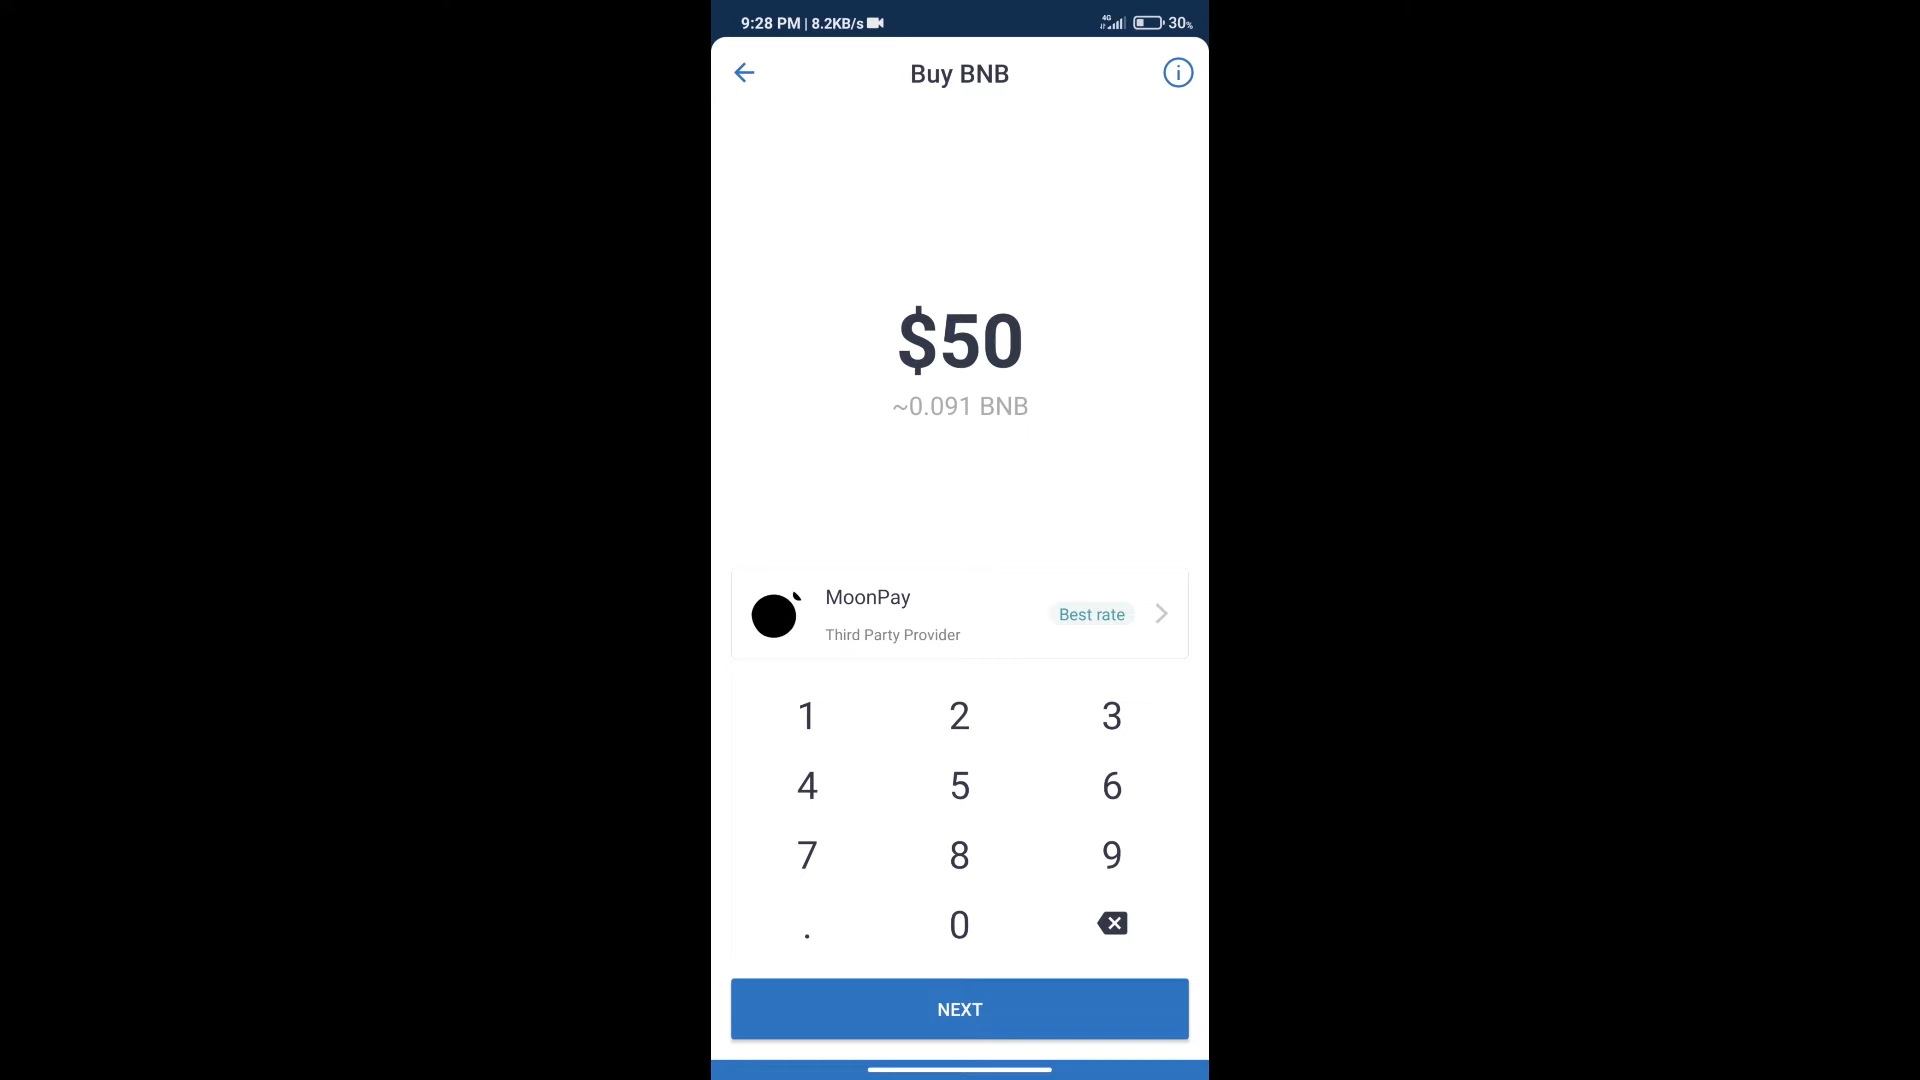 9:28 PM | 8.2KB/s 4G 30%
Buy BNB
$50
~0.091 BNB
MoonPay
Best rate
Third Party Provider
1 2 3
4 5 6
7 8 9
. 0
NEXT